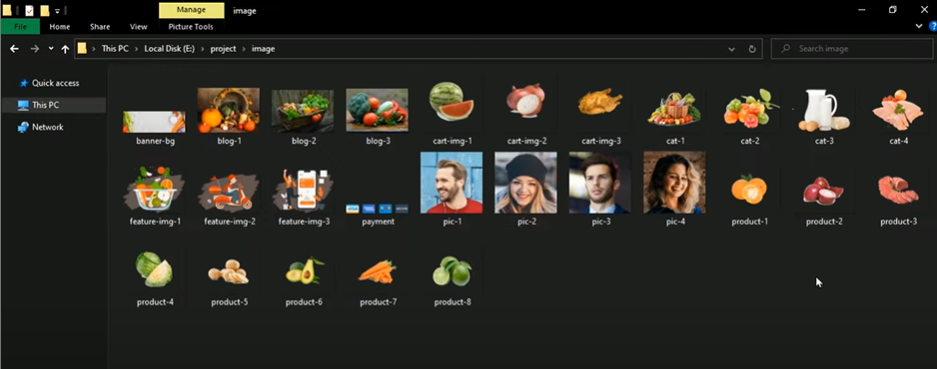 Manage
image
File
Home
Share
View
Picture Tools
This PC
Local Disk (E:)
project
image
Search image
Quick access
This PC
Network
banner-bg
blog-1
blog-2
blog-3
cart-img-1
cart-img-2
cart-img-3
cat-1
cat-2
cat-3
cat-4
feature-img-1
feature-img-2
feature-img-3
payment
pic-1
pic-2
pic-3
pic-4
product-1
product-2
product-3
product-4
product-5
product-6
product-7
product-8